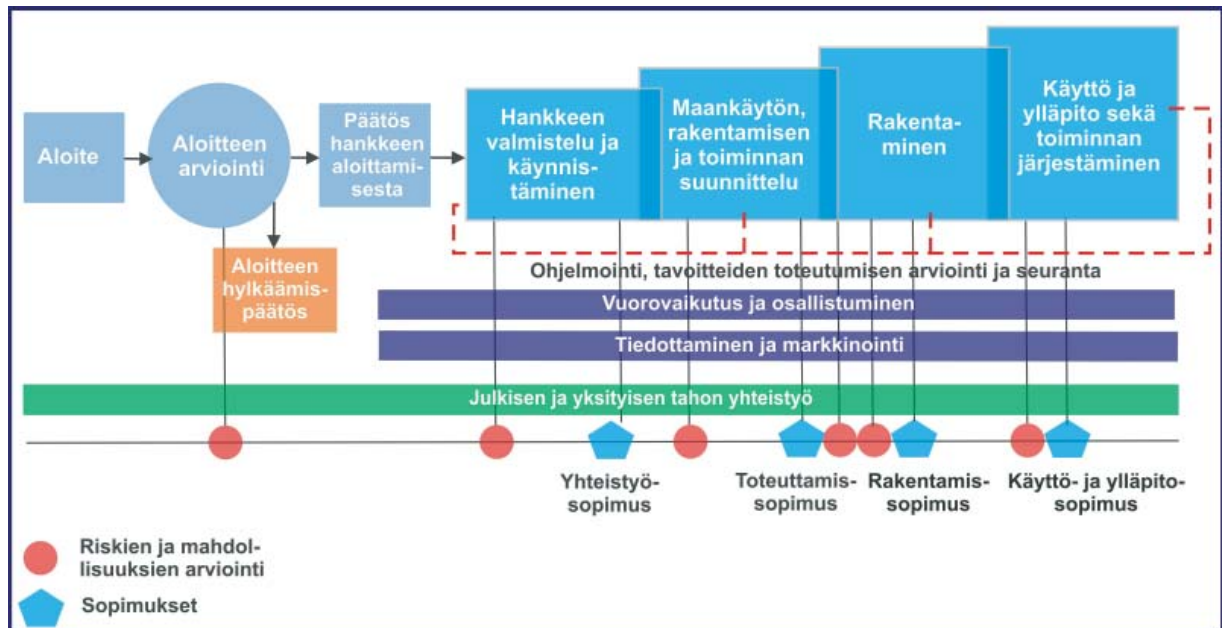 Aloite
Aloitteen
arviointi
Päätös
hankkeen
aloittami-
sesta
Hankkeen
valmistelu ja
käynnis-
täminen
Maankäytön,
rakentamisen
ja toiminnan
suunnittelu
Rakenta-
minen
Käyttö ja
ylläpito sekä
toiminnan
järjestäminen
Aloitteen
hylkäämis-
päätös
Ohjelmointi, tavoitteiden toteutumisen arviointi ja seuranta
Vuorovaikutus ja osallistuminen
Tiedottaminen ja markkinointi
Julkisen ja yksityisen tahon yhteistyö
Yhteistyö-
sopimus
Toteuttamis-
sopimus
Rakentamis-
sopimus
Käyttö- ja ylläpito-
sopimus
Riskien ja mahdol-
lisuuksien arviointi
Sopimukset